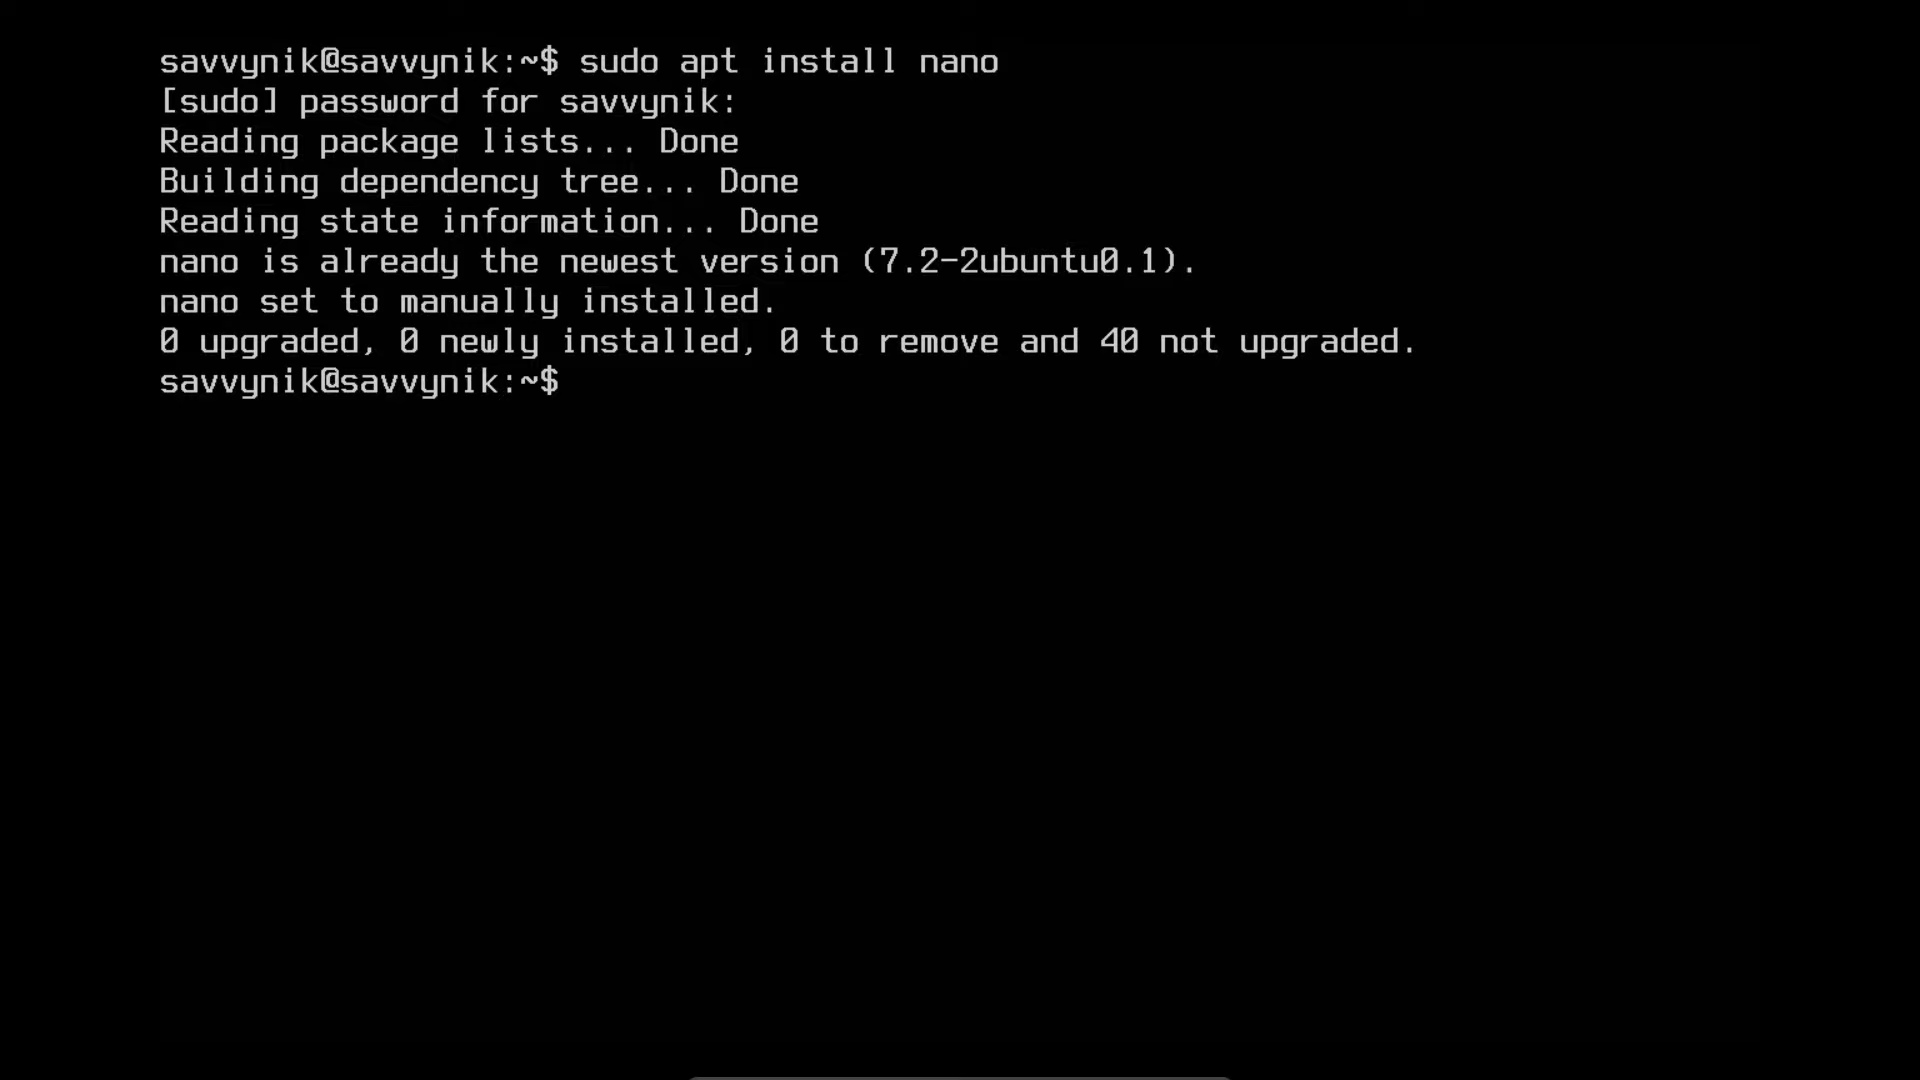 savvynik@savvynik:~$ sudo apt install nano
[sudo] password for savvynik:
Reading package lists... Done
Building dependency tree... Done
Reading state information... Done
nano is already the newest version (7.2-2ubuntu0.1).
nano set to manually installed.
0 upgraded, 0 newly installed, 0 to remove and 40 not upgraded.
savvynik@savvynik:~$